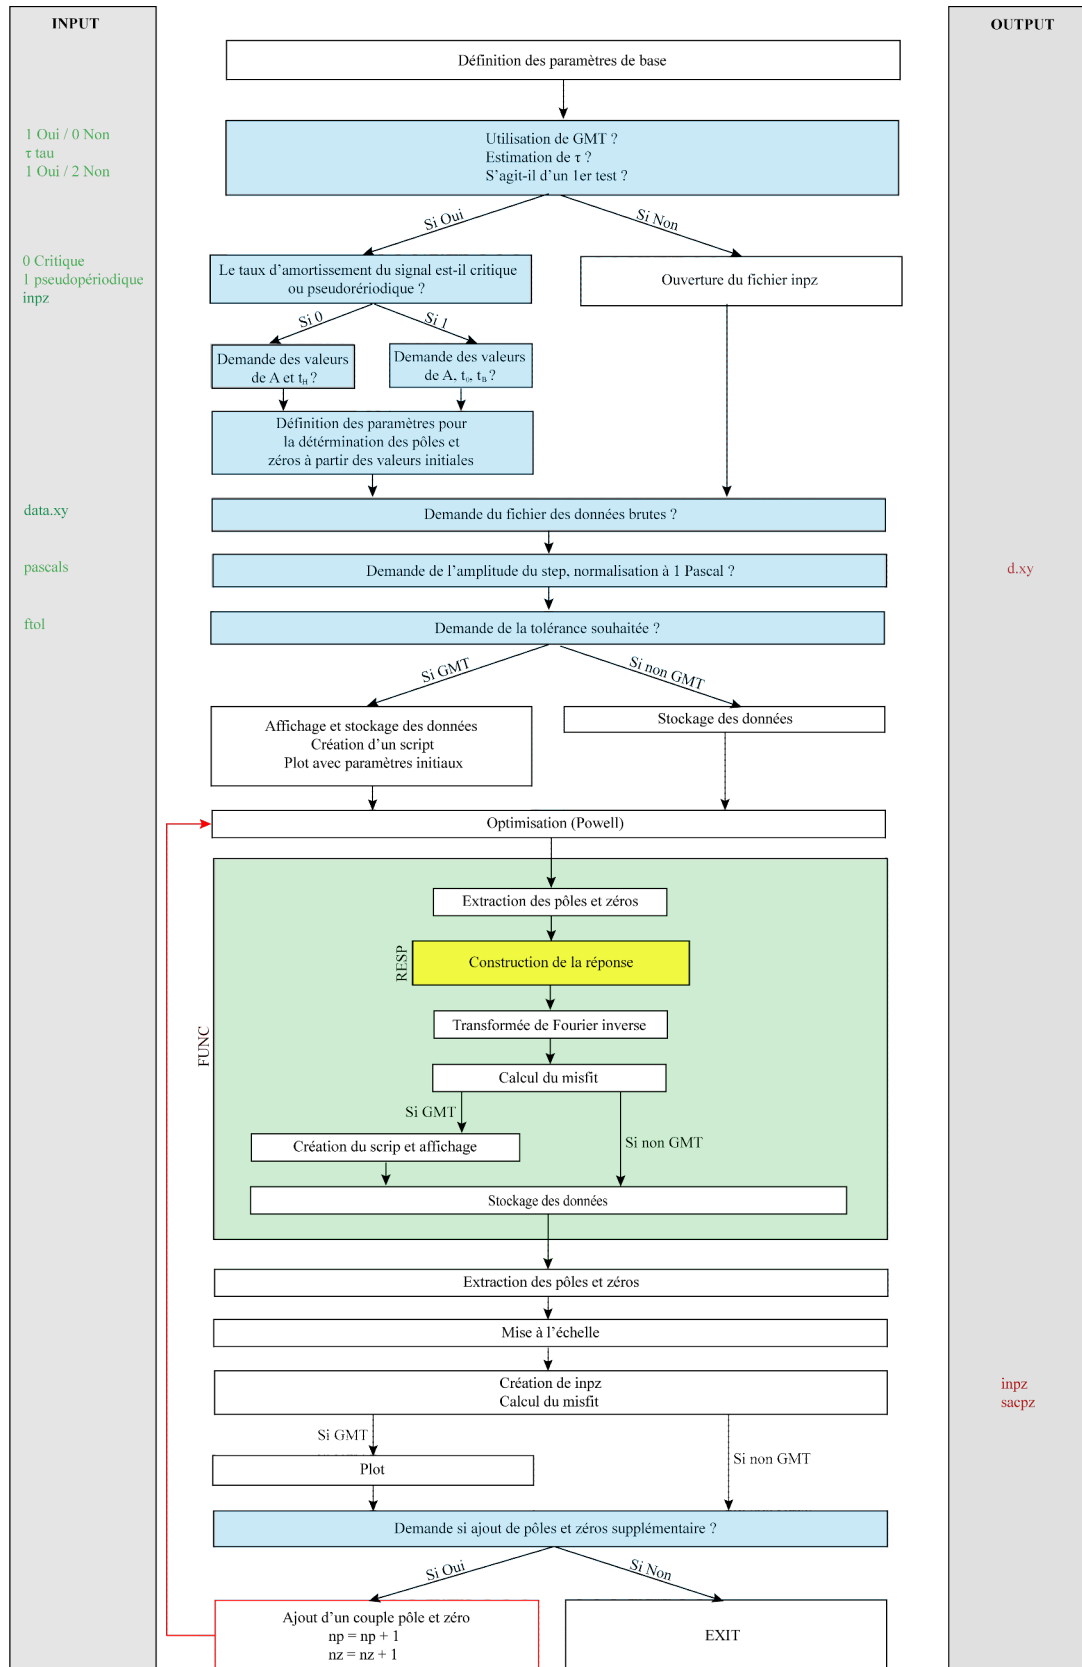 INPUT
OUTPUT
Définition des paramètres de base
1 Oui / 0 Non
τ tau
1 Oui / 2 Non
Utilisation de GMT ?
Estimation de τ ?
S'agit-il d'un 1er test ?
Si Oui
Si Non
0 Critique
1 pseudopériodique
inpz
Le taux d'amortissement du signal est-il critique
ou pseudorériodique ?
Ouverture du fichier inpz
Si 0
Si 1
Demande des valeurs
de A et tH ?
Demande des valeurs
de A, t0, tB ?
Définition des paramètres pour
la détérmination des pôles et
zéros à partir des valeurs initiales
data.xy
Demande du fichier des données brutes ?
pascals
Demande de l'amplitude du step, normalisation à 1 Pascal ?
d.xy
ftol
Demande de la tolérance souhaitée ?
Si GMT
Si non GMT
Affichage et stockage des données
Création d'un script
Plot avec paramètres initiaux
Stockage des données
Optimisation (Powell)
FUNC
Extraction des pôles et zéros
RESP
Construction de la réponse
Transformée de Fourier inverse
Calcul du misfit
Si GMT
Si non GMT
Création du scrip et affichage
Stockage des données
Extraction des pôles et zéros
Mise à l'échelle
Création de inpz
Calcul du misfit
inpz
sacpz
Si GMT
Si non GMT
Plot
Demande si ajout de pôles et zéros supplémentaire ?
Si Oui
Si Non
Ajout d'un couple pôle et zéro
np = np + 1
nz = nz + 1
EXIT